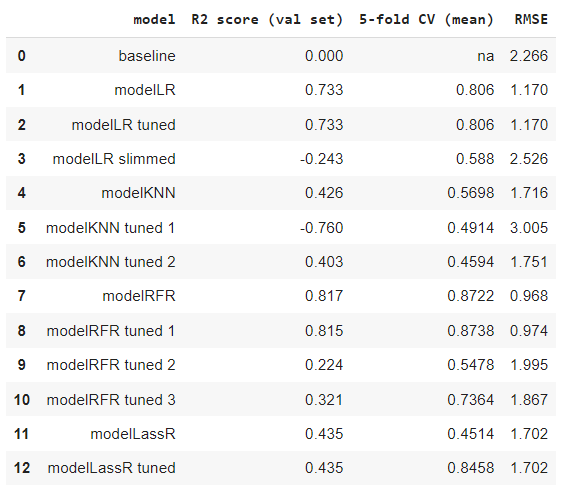 model R2 score (val set) 5-fold CV (mean) RMSE
0 baseline 0.000 na 2.266
1 modelLR 0.733 0.806 1.170
2 modelLR tuned 0.733 0.806 1.170
3 modelLR slimmed -0.243 0.588 2.526
4 modelKNN 0.426 0.5698 1.716
5 modelKNN tuned 1 -0.760 0.4914 3.005
6 modelKNN tuned 2 0.403 0.4594 1.751
7 modelRFR 0.817 0.8722 0.968
8 modelRFR tuned 1 0.815 0.8738 0.974
9 modelRFR tuned 2 0.224 0.5478 1.995
10 modelRFR tuned 3 0.321 0.7364 1.867
11 modelLassR 0.435 0.4514 1.702
12 modelLassR tuned 0.435 0.8458 1.702